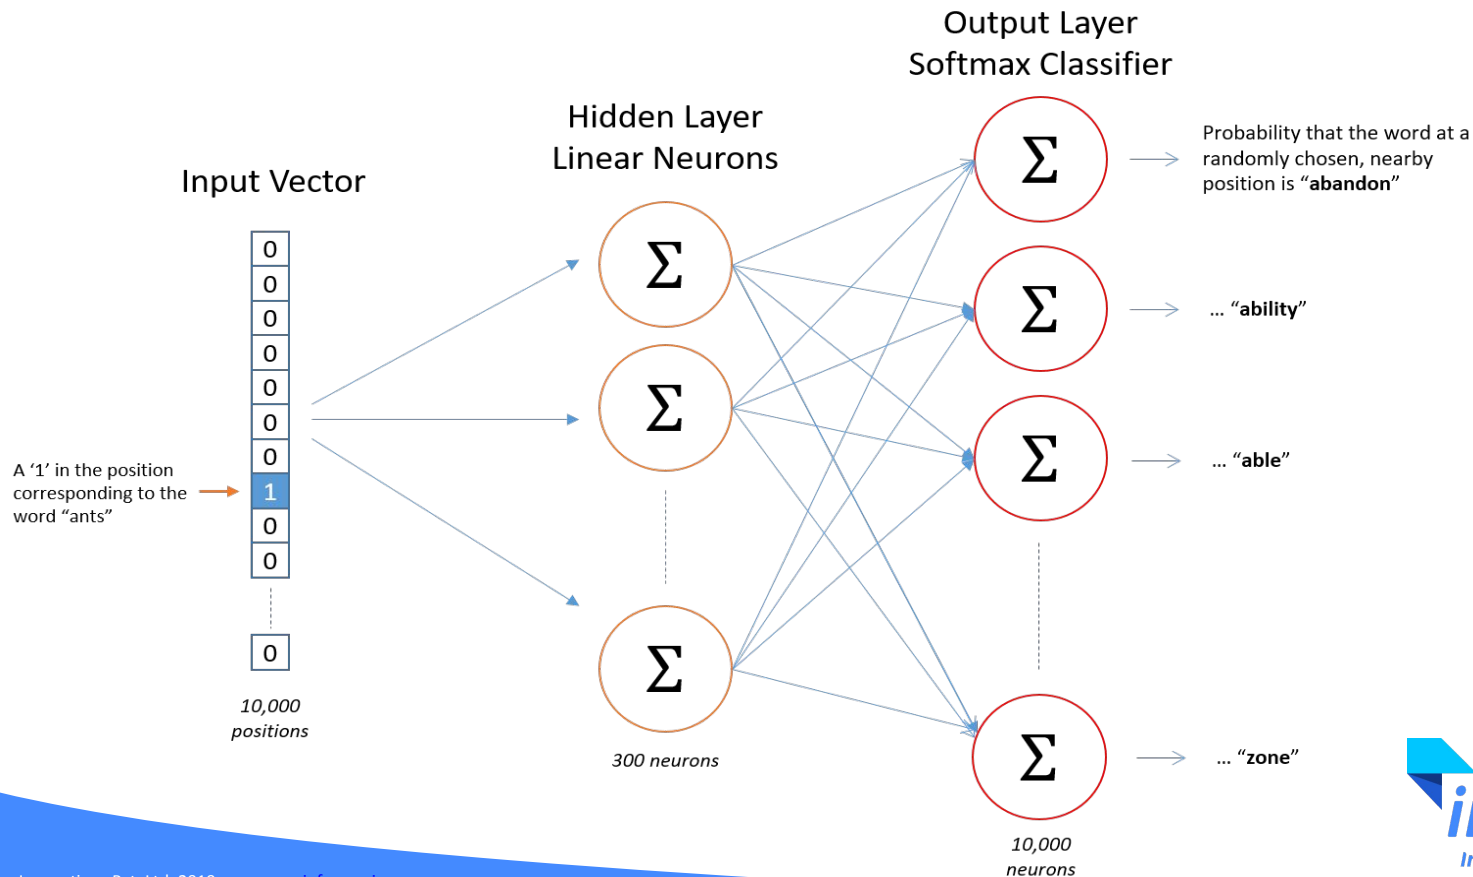 Output Layer
Softmax Classifier
Hidden Layer
Linear Neurons
Input Vector
0
0
0
0
0
0
0
1
0
0
0
A ‘1’ in the position
corresponding to the
word “ants”
10,000
positions
Σ
Σ
Σ
300 neurons
Σ
Σ
Σ
Σ
10,000
neurons
Probability that the word at a
randomly chosen, nearby
position is “abandon”
... “ability”
... “able”
... “zone”